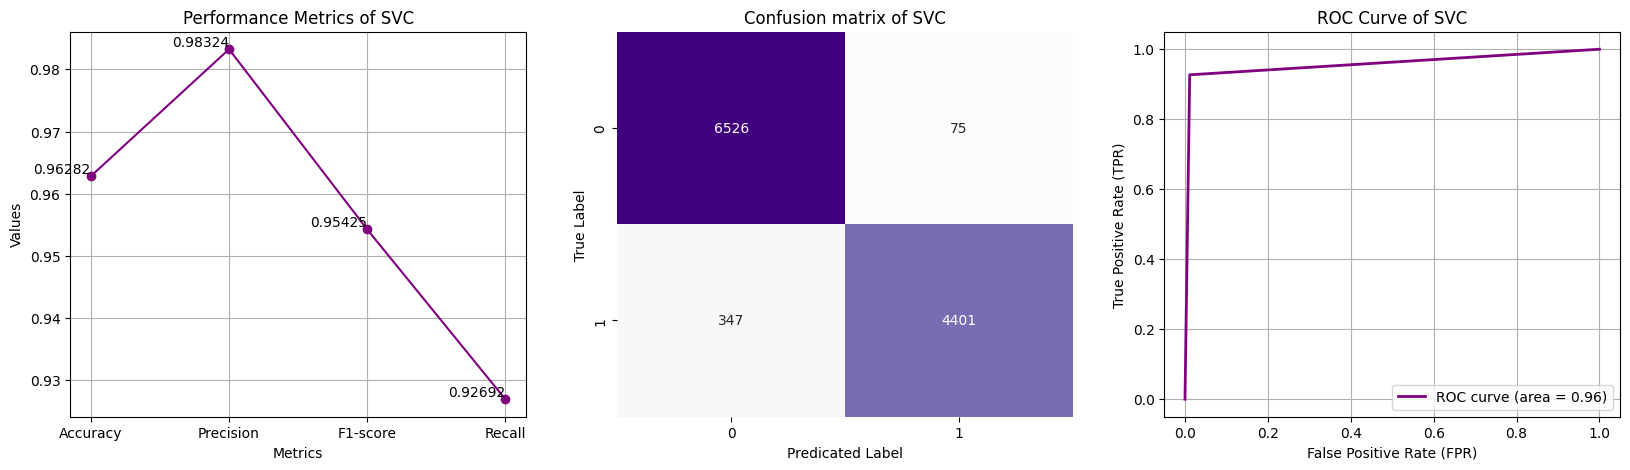 Performance Metrics of SVC
0.98324
0.96282
0.95425
0.92692
0.98
0.97
0.96
0.95
0.94
0.93
Values
Accuracy Precision F1-score Recall
Metrics
Confusion matrix of SVC
6526 75
347 4401
0
1
True Label
0 1
Predicated Label
ROC Curve of SVC
1.0
0.8
0.6
0.4
0.2
0.0
True Positive Rate (TPR)
ROC curve (area = 0.96)
0.0 0.2 0.4 0.6 0.8 1.0
False Positive Rate (FPR)